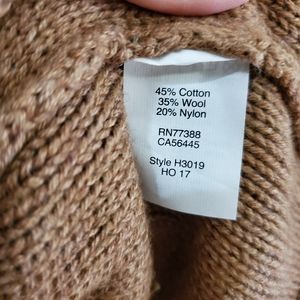 45% Cotton
35% Wool
20% Nylon
RN77388
CA56445
Style H3019
HO 17